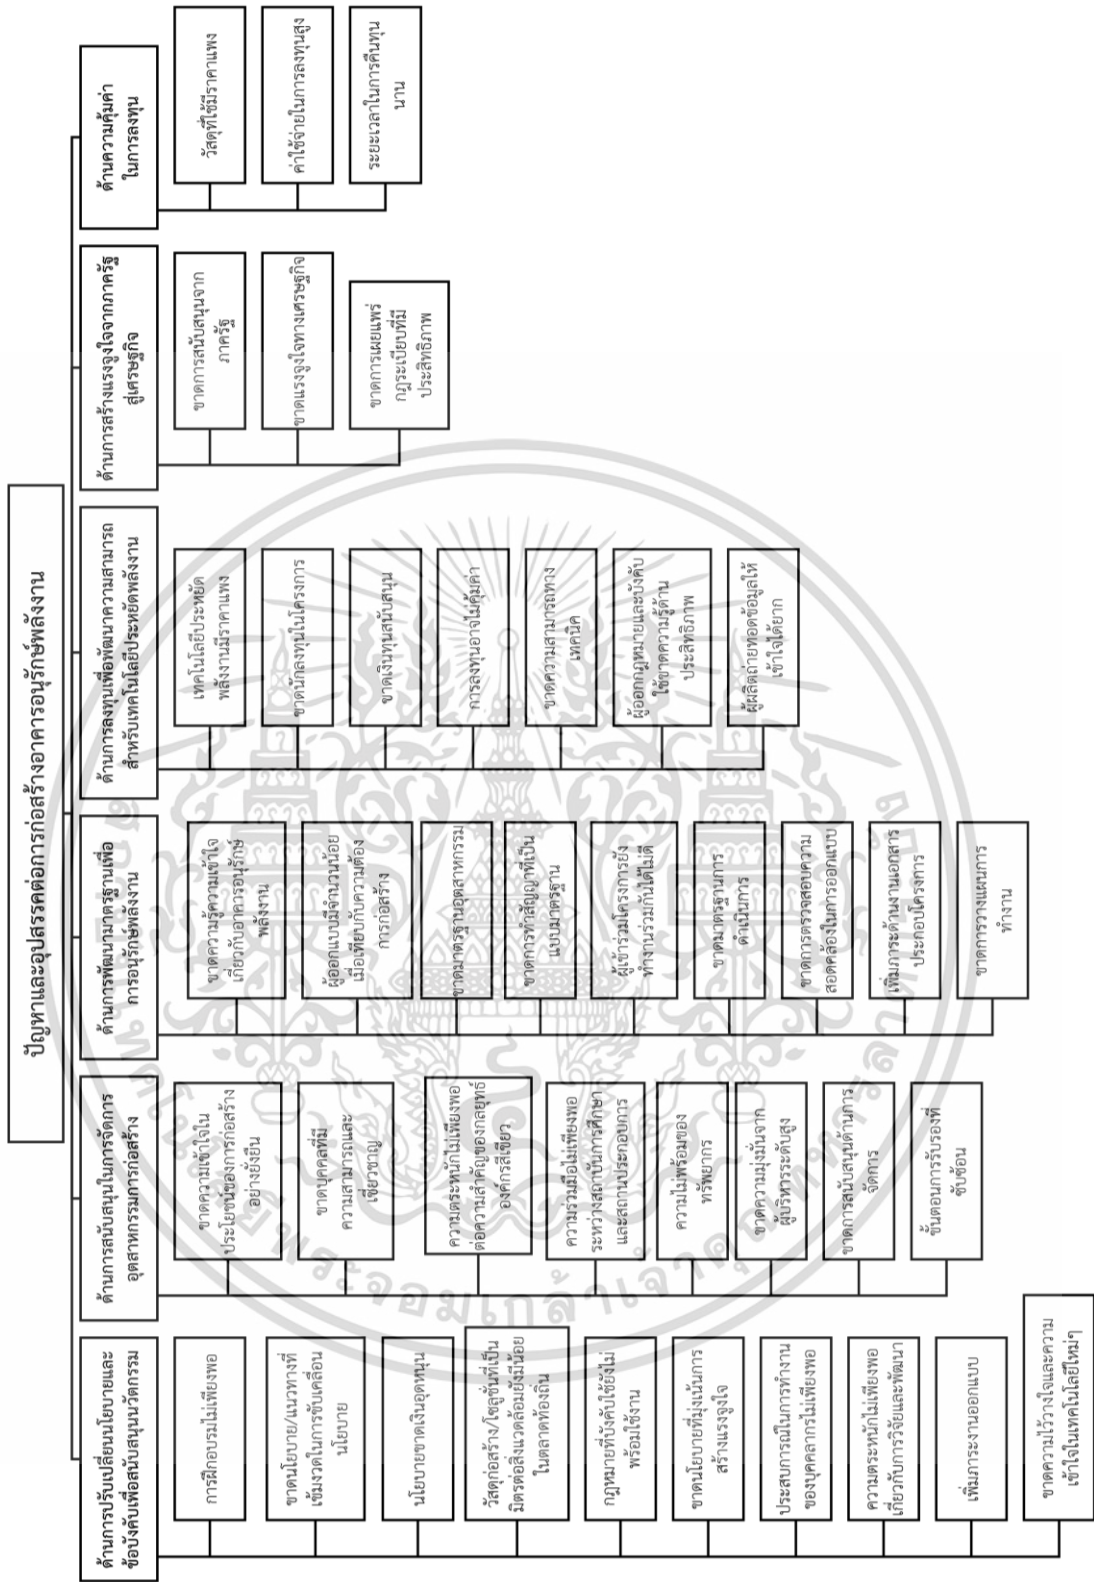 ปัญหาและอุปสรรคต่อการก่อสร้างอาคารอนุรักษ์พลังงาน
ด้านการปรับเปลี่ยนนโยบายและ
ข้อบังคับเพื่อสนับสนุนนวัตกรรม
การฝึกอบรมไม่เพียงพอ
ขาดนโยบาย/แนวทางที่
เข้มงวดในการขับเคลื่อน
นโยบาย
นโยบายขาดเงินอุดหนุน
วัสดุก่อสร้าง/โซลูชั่นที่เป็น
มิตรต่อสิ่งแวดล้อมยังมีน้อย
ในตลาดท้องถิ่น
กฎหมายที่บังคับใช้ยังไม่
พร้อมใช้งาน
ขาดนโยบายที่มุ่งเน้นการ
สร้างแรงจูงใจ
ประสบการณ์ในการทำงาน
ของบุคคลากรไม่เพียงพอ
ความตระหนักไม่เพียงพอ
เกี่ยวกับการวิจัยและพัฒนา
เพิ่มภาระงานออกแบบ
ขาดความไว้วางใจและความ
เข้าใจในเทคโนโลยีใหม่ๆ
ด้านการสนับสนุนในการจัดการ
อุตสาหกรรมการก่อสร้าง
ขาดความเข้าใจใน
ประโยชน์ของการก่อสร้าง
อย่างยั่งยืน
ขาดบุคคลที่มี
ความสามารถและ
เชี่ยวชาญ
ความตระหนักไม่เพียงพอ
ต่อความสำคัญของกลยุทธ์
องค์กรสีเขียว
ความร่วมมือไม่เพียงพอ
ระหว่างสถาบันการศึกษา
และสถานประกอบการ
ความไม่พร้อมของ
ทรัพยากร
ขาดความมุ่งมั่นจาก
ผู้บริหารระดับสูง
ขาดการสนับสนุนด้านการ
จัดการ
ขั้นตอนการรับรองที่
ซับซ้อน
ด้านการพัฒนามาตรฐานเพื่อ
การอนุรักษ์พลังงาน
ขาดความรู้ความเข้าใจ
เกี่ยวกับอาคารอนุรักษ์
พลังงาน
ผู้ออกแบบมีจำนวนน้อย
เมื่อเทียบกับความต้อง
การก่อสร้าง
ขาดมาตรฐานอุตสาหกรรม
ขาดการทำสัญญาที่เป็น
แบบมาตรฐาน
ผู้เข้าร่วมโครงการยัง
ทำงานร่วมกันได้ไม่ดี
ขาดมาตรฐานการ
ดำเนินการ
ขาดการตรวจสอบความ
สอดคล้องในการออกแบบ
เพิ่มภาระด้านงานเอกสาร
ประกอบโครงการ
ขาดการวางแผนการ
ทำงาน
ด้านการลงทุนเพื่อพัฒนาความสามารถ
สำหรับเทคโนโลยีประหยัดพลังงาน
เทคโนโลยีประหยัด
พลังงานมีราคาแพง
ขาดนักลงทุนในโครงการ
ขาดเงินทุนสนับสนุน
การลงทุนอาจไม่คุ้มค่า
ขาดความสามารถทาง
เทคนิค
ผู้ออกกฎหมายและบังคับ
ใช้ขาดความรู้ด้าน
ประสิทธิภาพ
ผู้ผลิตถ่ายทอดข้อมูลให้
เข้าใจได้ยาก
ด้านการสร้างแรงจูงใจจากภาครัฐ
สู่เศรษฐกิจ
ขาดการสนับสนุนจาก
ภาครัฐ
ขาดแรงจูงใจทางเศรษฐกิจ
ขาดการเผยแพร่
กฎระเบียบที่มี
ประสิทธิภาพ
ด้านความคุ้มค่า
ในการลงทุน
วัสดุที่ใช้มีราคาแพง
ค่าใช้จ่ายในการลงทุนสูง
ระยะเวลาในการคืนทุน
นาน